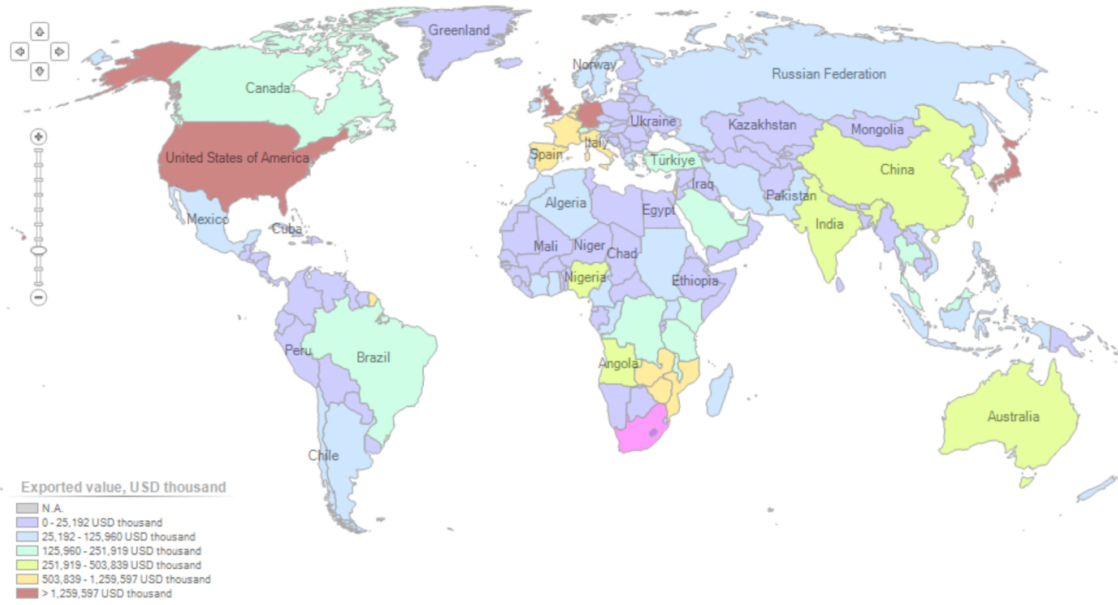 Greenland
Norway
Russian Federation
Canada
Ukraine
Kazakhstan
Mongolia
Italy
Spain
Türkiye
United States of America
China
Iraq
Pakistan
Algeria
Egypt
Mexico
India
Cuba
Mali
Niger
Chad
Nigeria
Ethiopia
Peru
Brazil
Angola
Australia
Chile
Exported value, USD thousand
N.A.
0 - 25,192 USD thousand
25,192 - 125,960 USD thousand
125,960 - 251,919 USD thousand
251,919 - 503,839 USD thousand
503,839 - 1,259,597 USD thousand
> 1,259,597 USD thousand